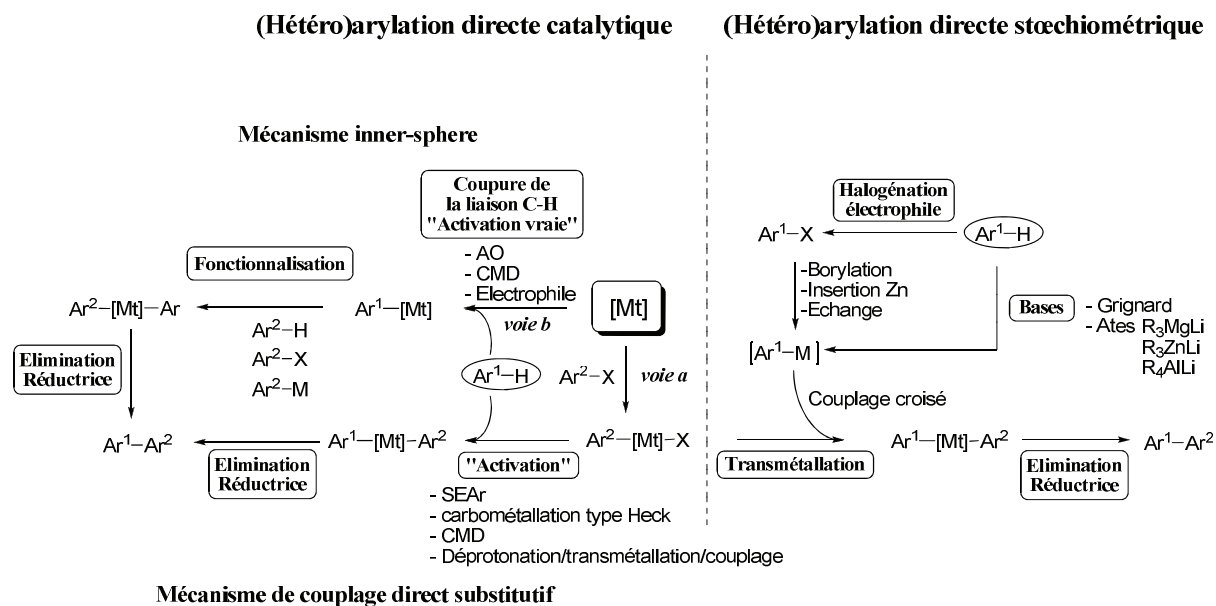 (Hétéro)arylation directe catalytique
(Hétéro)arylation directe stœchiométrique
Mécanisme inner-sphere
Coupure de
la liaison C-H
"Activation vraie"
- AO
- CMD
- Electrophile
Fonctionnalisation
Ar²–[Mt]–Ar
Ar¹—[Mt]
[Mt]
voie b
Ar²–H
Ar²–X
Ar²–M
Elimination
Réductrice
Ar¹–H
Ar²–X
voie a
Ar¹–Ar²
Ar¹—[Mt]-Ar²
Ar²—[Mt]-X
Elimination
Réductrice
"Activation"
- SEAr
- carbométallation type Heck
- CMD
- Déprotonation/transmétallation/couplage
Mécanisme de couplage direct substitutif
Halogénation
électrophile
Ar¹–X
Ar¹–H
-Borylation
-Insertion Zn
-Echange
Bases
- Grignard
- Ates R₃MgLi
R₃ZnLi
R₄AlLi
[Ar¹–M]
Couplage croisé
Transmétallation
Ar¹—[Mt]-Ar²
Elimination
Réductrice
Ar¹–Ar²